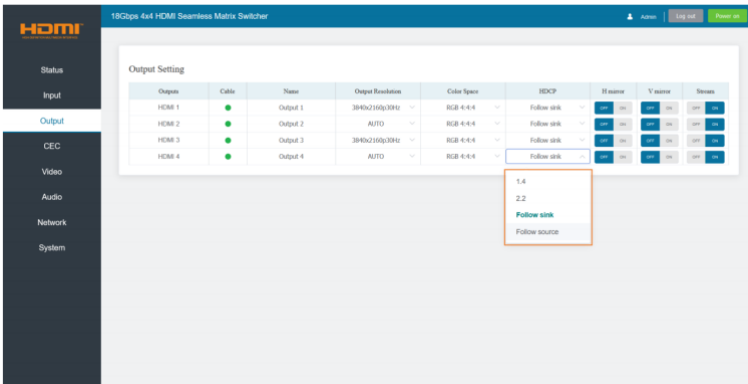 HDMI
18Gbps 4x4 HDMI Seamless Matrix Switcher
Admin
Log out
Power on
Status
Input
Output
CEC
Video
Audio
Network
System
Output Setting
Outputs Cable Name Output Resolution Color Space HDCP H mirror V mirror Stream
HDMI 1 Output 1 3840x2160p30Hz RGB 4:4:4 Follow sink OFF ON OFF ON OFF ON
HDMI 2 Output 2 AUTO RGB 4:4:4 Follow sink OFF ON OFF ON OFF ON
HDMI 3 Output 3 3840x2160p30Hz RGB 4:4:4 Follow sink OFF ON OFF ON OFF ON
HDMI 4 Output 4 AUTO RGB 4:4:4 Follow sink OFF ON OFF ON OFF ON
1.4
2.2
Follow sink
Follow source